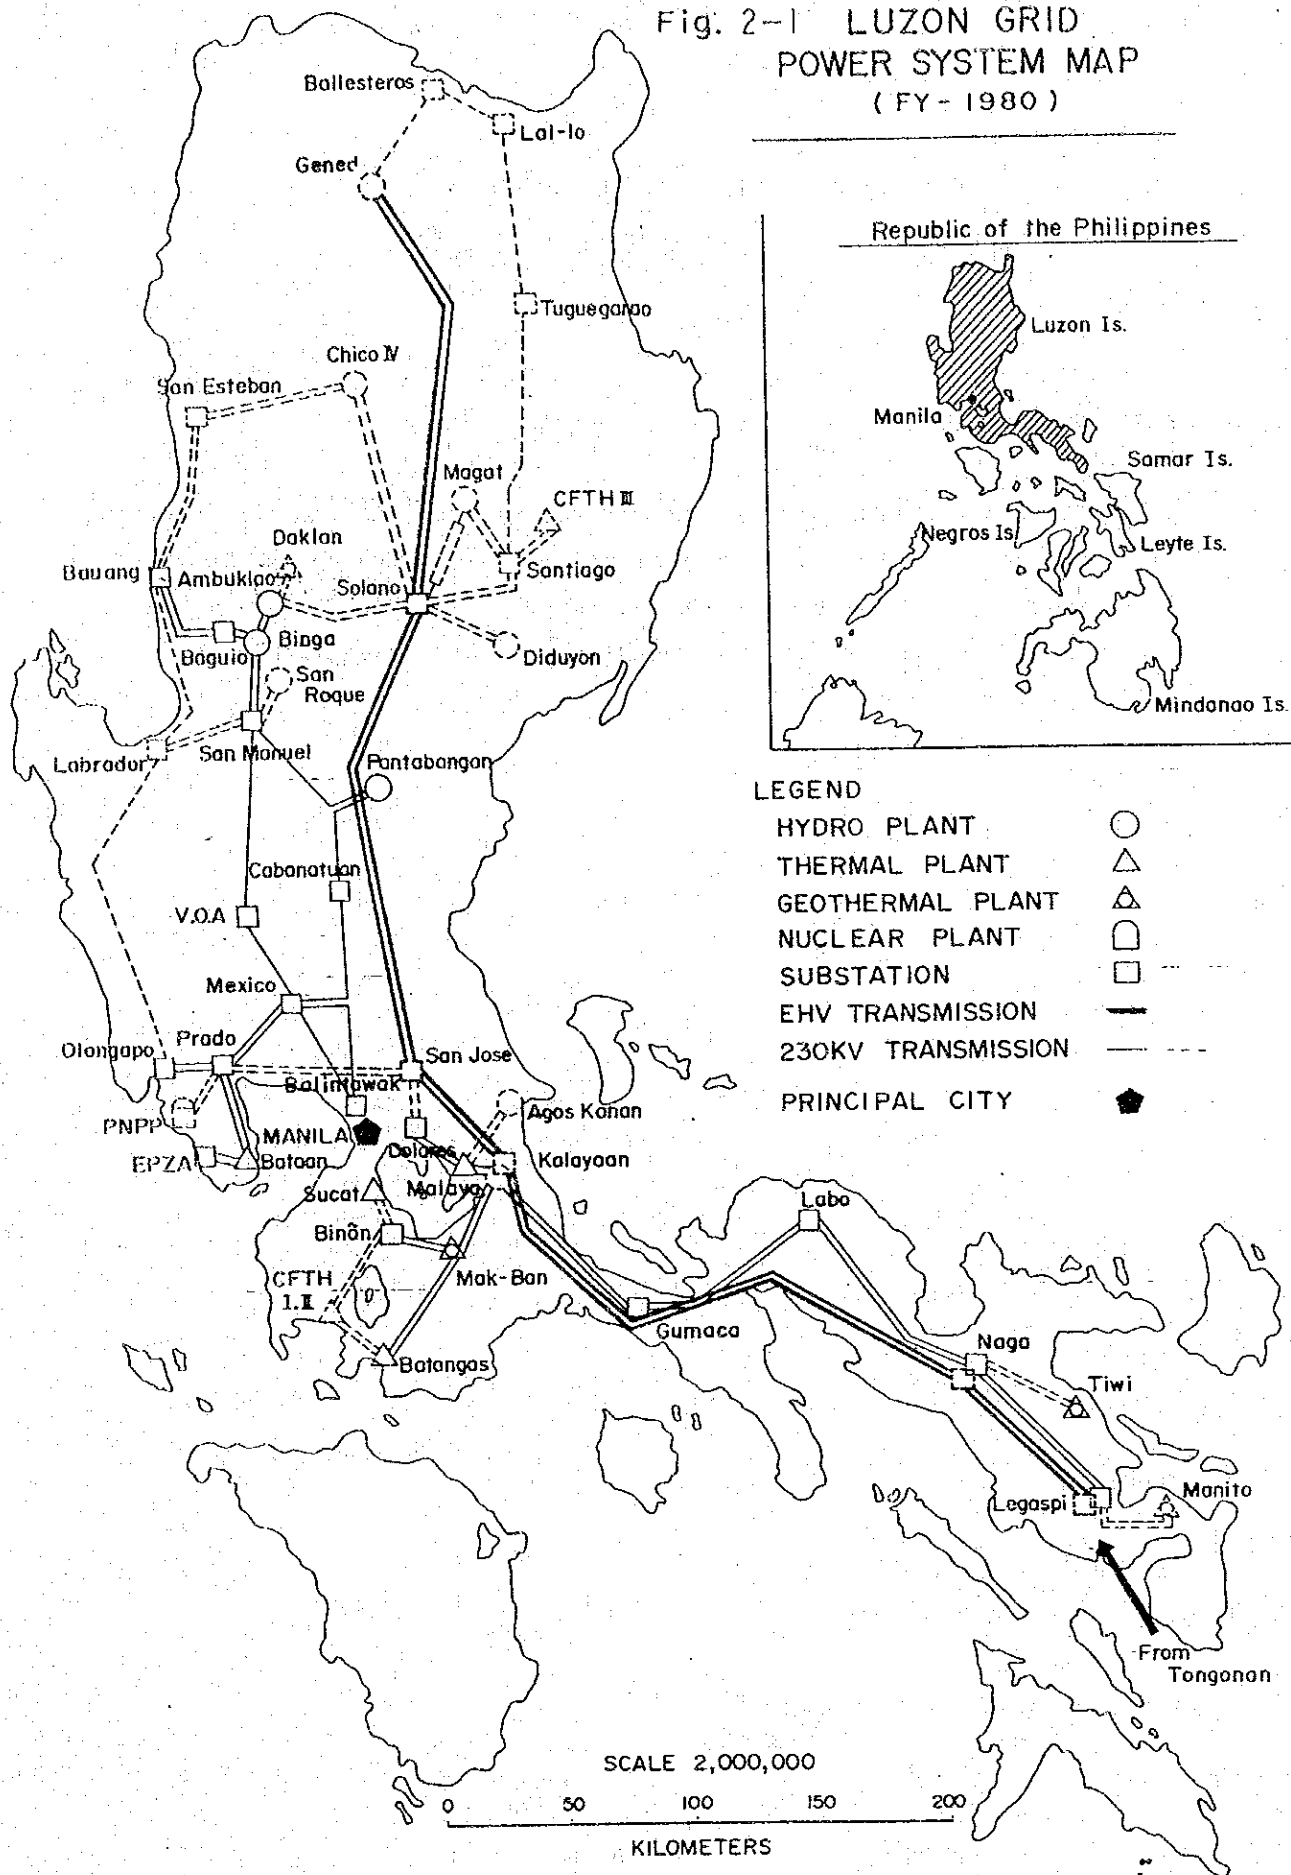 Fig. 2-1 LUZON GRID
POWER SYSTEM MAP
( FY - 1980 )
Ballesteros
Lal-lo
Gened
Republic of the Philippines
Luzon Is.
Tuguegarao
Chico IV
San Esteban
Manila
Samar Is.
Magat
CFTH III
Negros Is.
Leyte Is.
Daklan
Bauang
Ambuklao
Solano
Santiago
Binga
Baguio
Diduyon
San
Roque
Mindanao Is.
San Manuel
Labrador
Pantabangan
LEGEND
HYDRO PLANT
THERMAL PLANT
GEOTHERMAL PLANT
NUCLEAR PLANT
SUBSTATION
EHV TRANSMISSION
230KV TRANSMISSION
PRINCIPAL CITY
Cabanatuan
V.O.A
Mexico
Prado
Olongapo
San Jose
Balintawak
Agos Kanan
PNPP
MANILA
Dolores
EPZA
Bataan
Kalayaan
Malaya
Sucat
Labo
Binõn
Mak-Ban
CFTH
I.II
Gumaca
Naga
Batangas
Tiwi
Manito
Legaspi
From
Tongonan
SCALE 2,000,000
0 50 100 150 200
KILOMETERS